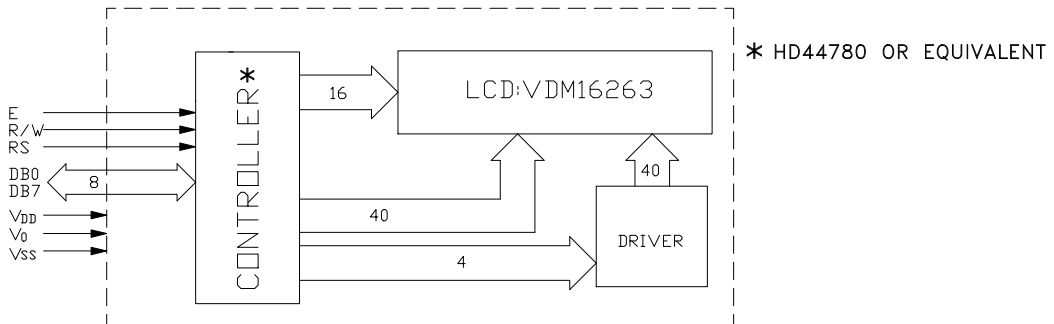 * HD44780 OR EQUIVALENT
LCD:VDM16263
CONTROLLER*
16
E
R/W
RS
DB0
DB7
8
40
40
DRIVER
4
VDD
V0
VSS